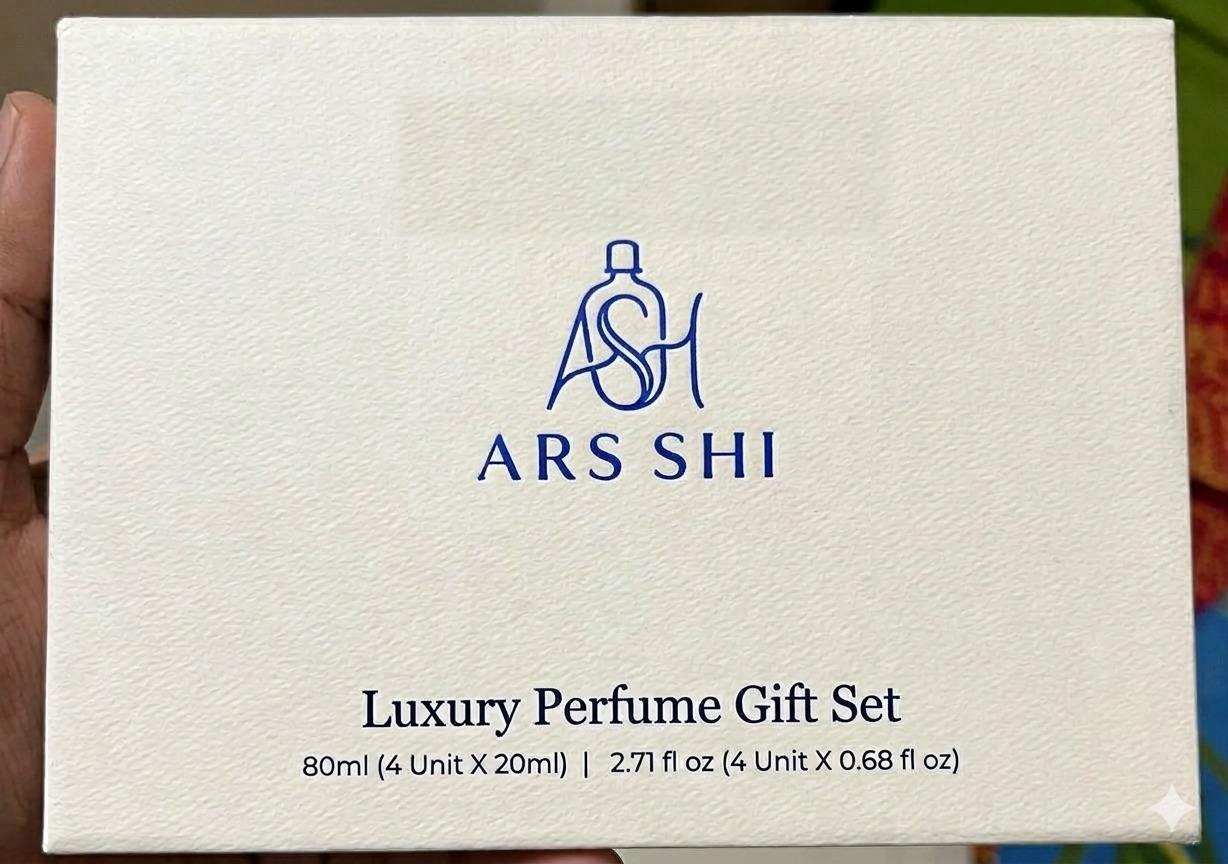 ASH
ARS SHI
Luxury Perfume Gift Set
80ml (4 Unit X 20ml) | 2.71 fl oz (4 Unit X 0.68 fl oz)